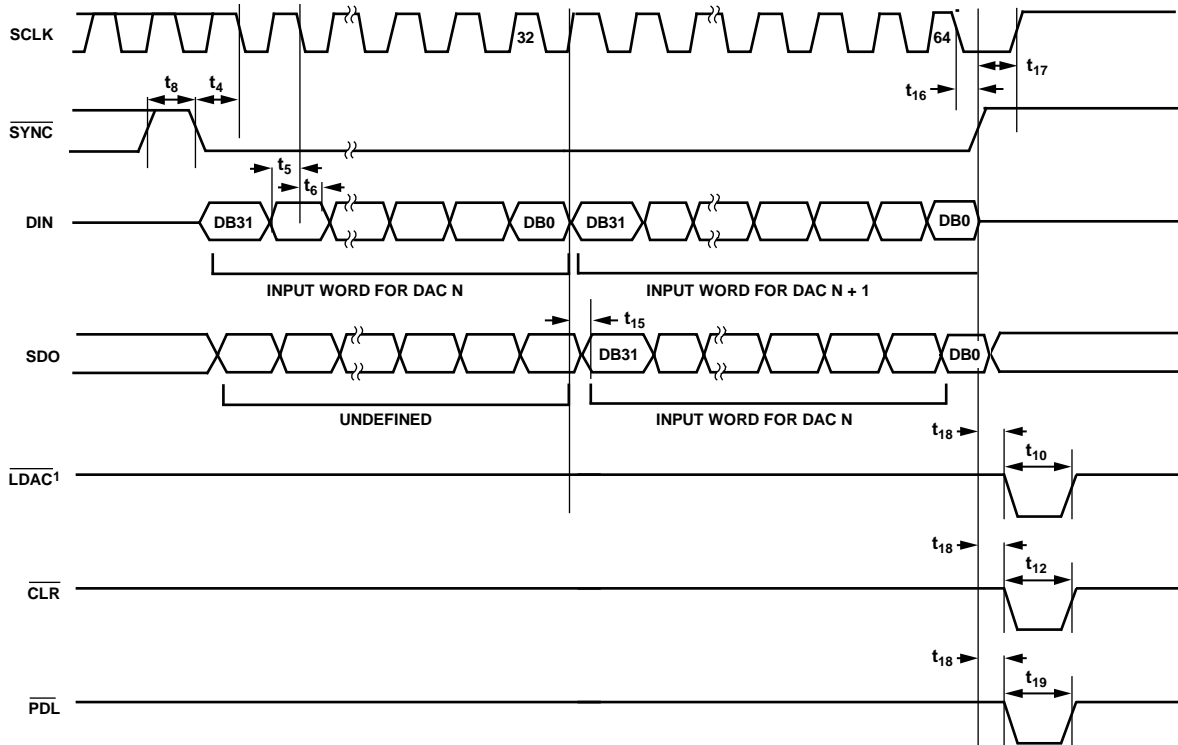 SCLK
32
64
t17
t16
t8
t4
SYNC
t5
t6
DIN
DB31
DB0
DB31
DB0
INPUT WORD FOR DAC N
INPUT WORD FOR DAC N + 1
t15
SDO
DB31
DB0
UNDEFINED
INPUT WORD FOR DAC N
t18
t10
LDAC1
t18
t12
CLR
t18
t19
PDL